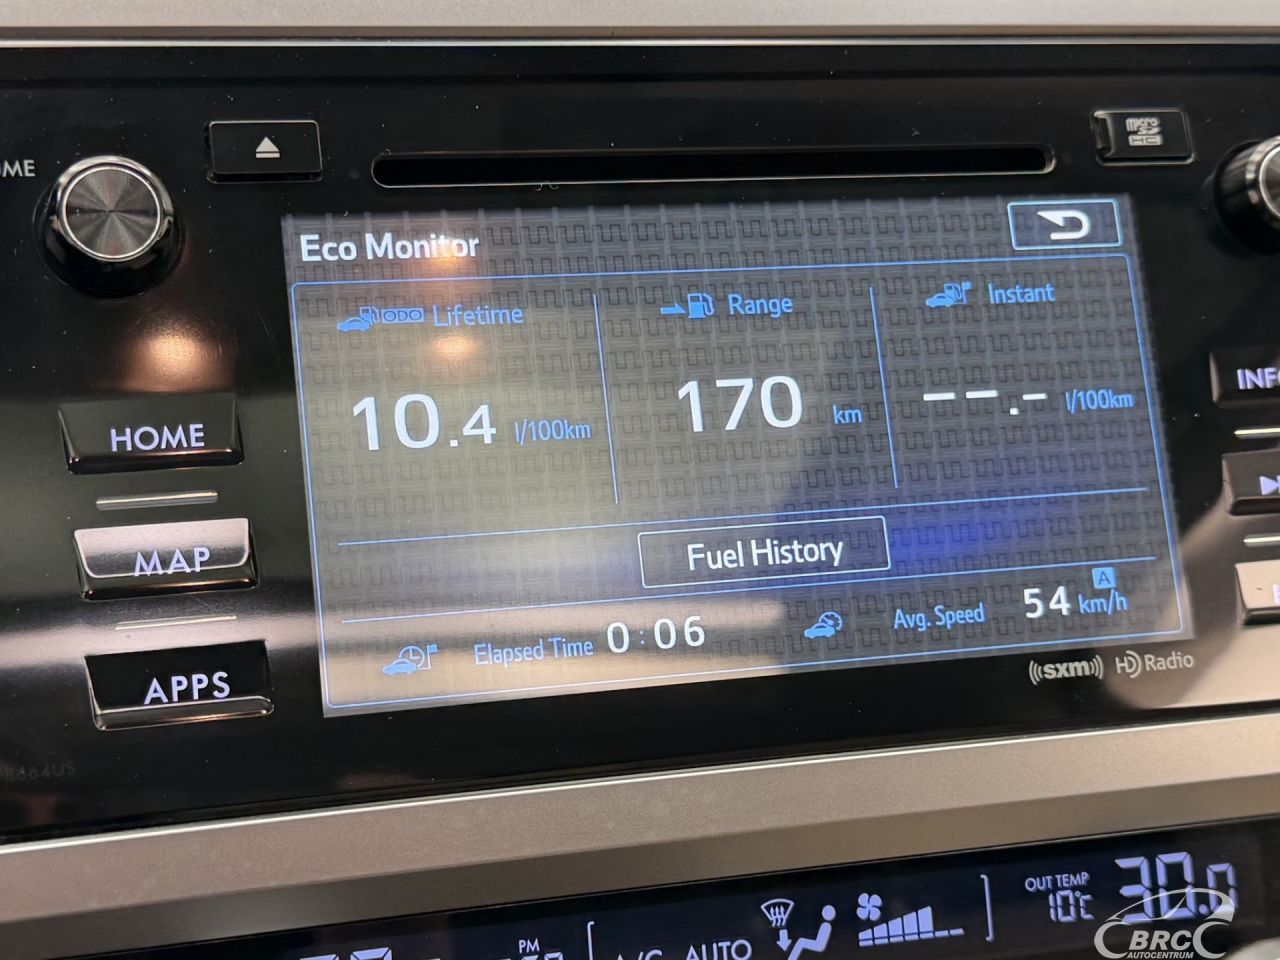 UME
micro SD HC
Eco Monitor
ODO Lifetime
Range
Instant
10.4 l/100km
170 km
--.- l/100km
HOME
INFO
MAP
Fuel History
APPS
Elapsed Time 0:06
Avg. Speed 54 km/h
A
((sxm)) HD Radio
OUT TEMP
10°C
30.0
PM
A/C AUTO
BRC
AUTOCENTRUM